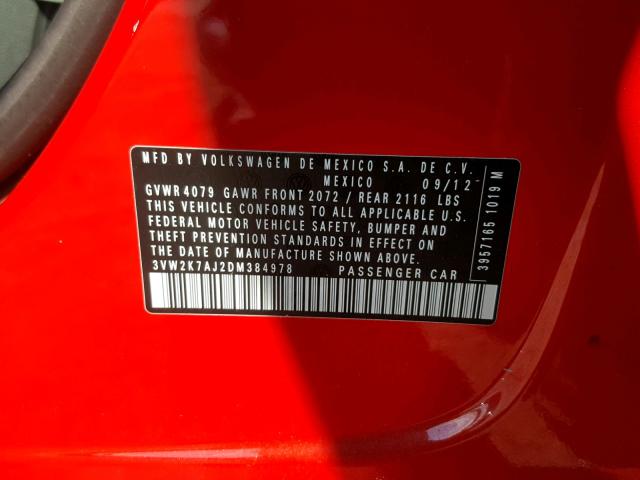 MFD BY VOLKSWAGEN DE MEXICO S.A. DE C.V.
MEXICO 09/12
GVWR 4079 GAWR FRONT 2072 / REAR 2116 LBS
THIS VEHICLE CONFORMS TO ALL APPLICABLE U.S.
FEDERAL MOTOR VEHICLE SAFETY, BUMPER AND
THEFT PREVENTION STANDARDS IN EFFECT ON
THE DATE OF MANUFACTURE SHOWN ABOVE.
3VW2K7AJ2DM384978 PASSENGER CAR
3957165 1019 M